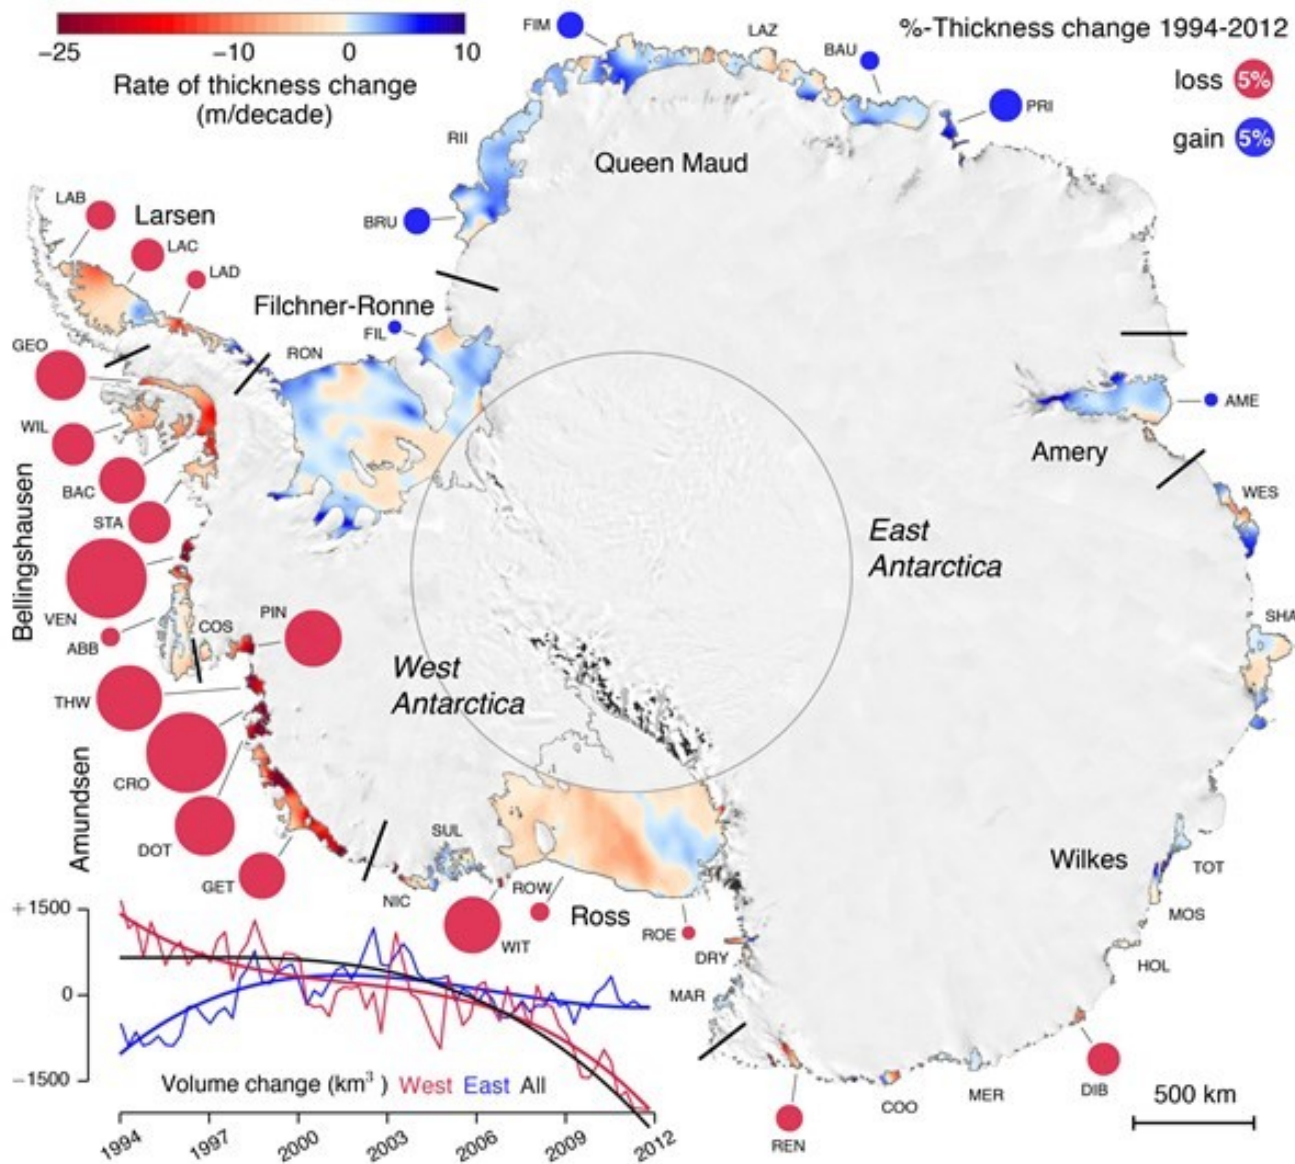 −25
−10
0
10
Rate of thickness change
(m/decade)
%-Thickness change 1994-2012
loss 5%
gain 5%
FIM
LAZ
BAU
PRI
RII
Queen Maud
BRU
LAB
Larsen
LAC
LAD
Filchner-Ronne
FIL
RON
GEO
WIL
BAC
STA
Bellingshausen
VEN
ABB
COS
PIN
THW
CRO
Amundsen
DOT
GET
West
Antarctica
East
Antarctica
AME
Amery
WES
SHA
Wilkes
TOT
MOS
HOL
DIB
SUL
NIC
WIT
ROW
Ross
ROE
DRY
MAR
REN
COO
MER
500 km
+1500
0
−1500
Volume change (km³) West East All
1994
1997
2000
2003
2006
2009
2012